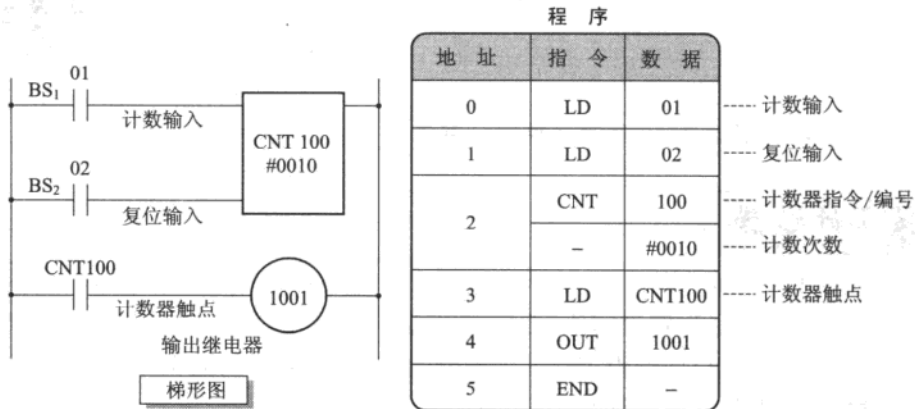 01
BS₁
计数输入
CNT 100
#0010
02
BS₂
复位输入
CNT100
计数器触点
1001
输出继电器
梯形图
程 序
地 址 指 令 数 据
0 LD 01 计数输入
1 LD 02 复位输入
2 CNT 100 计数器指令/编号
– #0010 计数次数
3 LD CNT100 计数器触点
4 OUT 1001
5 END –